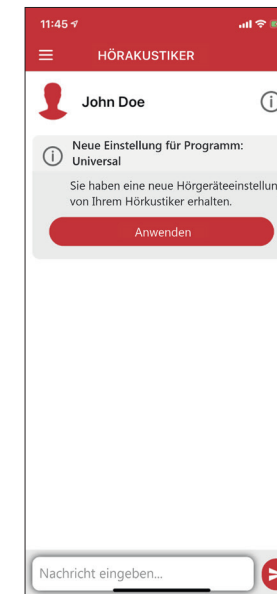 11:45
HÖRAKUSTIKER
John Doe
Neue Einstellung für Programm:
Universal
Sie haben eine neue Hörgeräteeinstellun
von Ihrem Hörkustiker erhalten.
Anwenden
Nachricht eingeben...